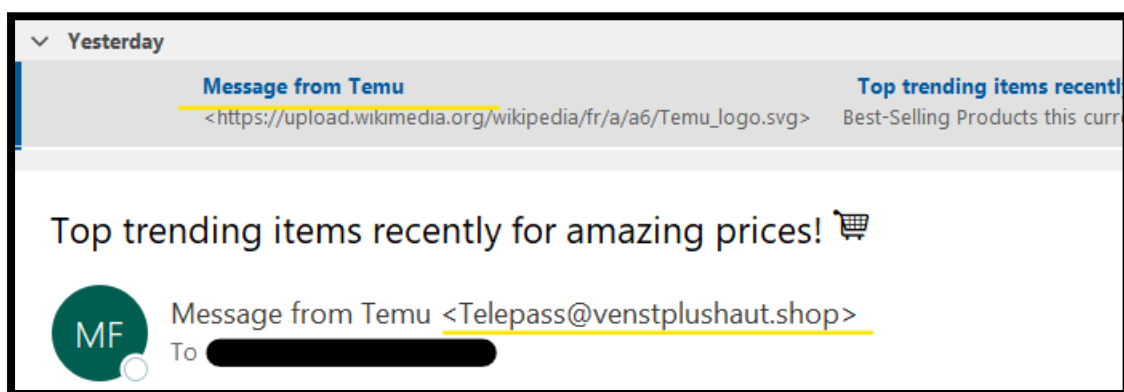 Yesterday
Message from Temu
Top trending items recently
<https://upload.wikimedia.org/wikipedia/fr/a/a6/Temu_logo.svg>
Best-Selling Products this curr
Top trending items recently for amazing prices!
MF
Message from Temu <Telepass@venstplushaut.shop>
To